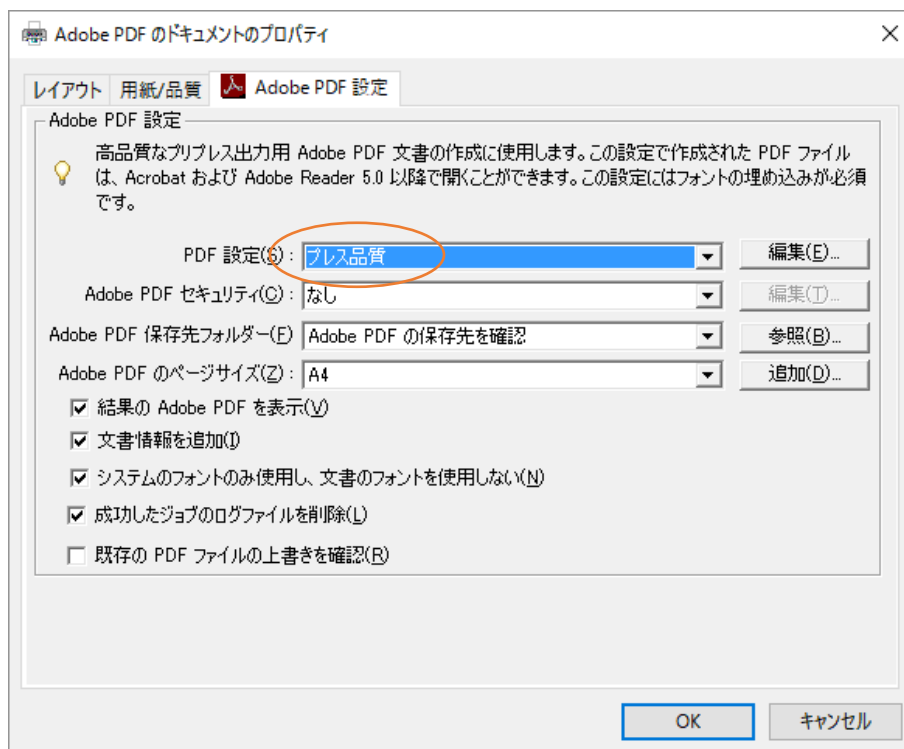 Adobe PDF のドキュメントのプロパティ
レイアウト 用紙/品質 Adobe PDF 設定
Adobe PDF 設定
高品質なプリプレス出力用 Adobe PDF 文書の作成に使用します。この設定で作成された PDF ファイル
は、Acrobat および Adobe Reader 5.0 以降で開くことができます。この設定にはフォントの埋め込みが必須
です。
PDF 設定(S): プレス品質 編集(E)...
Adobe PDF セキュリティ(C): なし 編集(T)...
Adobe PDF 保存先フォルダー(F) Adobe PDF の保存先を確認 参照(B)...
Adobe PDF のページサイズ(Z): A4 追加(D)...
結果の Adobe PDF を表示(V)
文書情報を追加(I)
システムのフォントのみ使用し、文書のフォントを使用しない(N)
成功したジョブのログファイルを削除(L)
既存の PDF ファイルの上書きを確認(R)
OK キャンセル